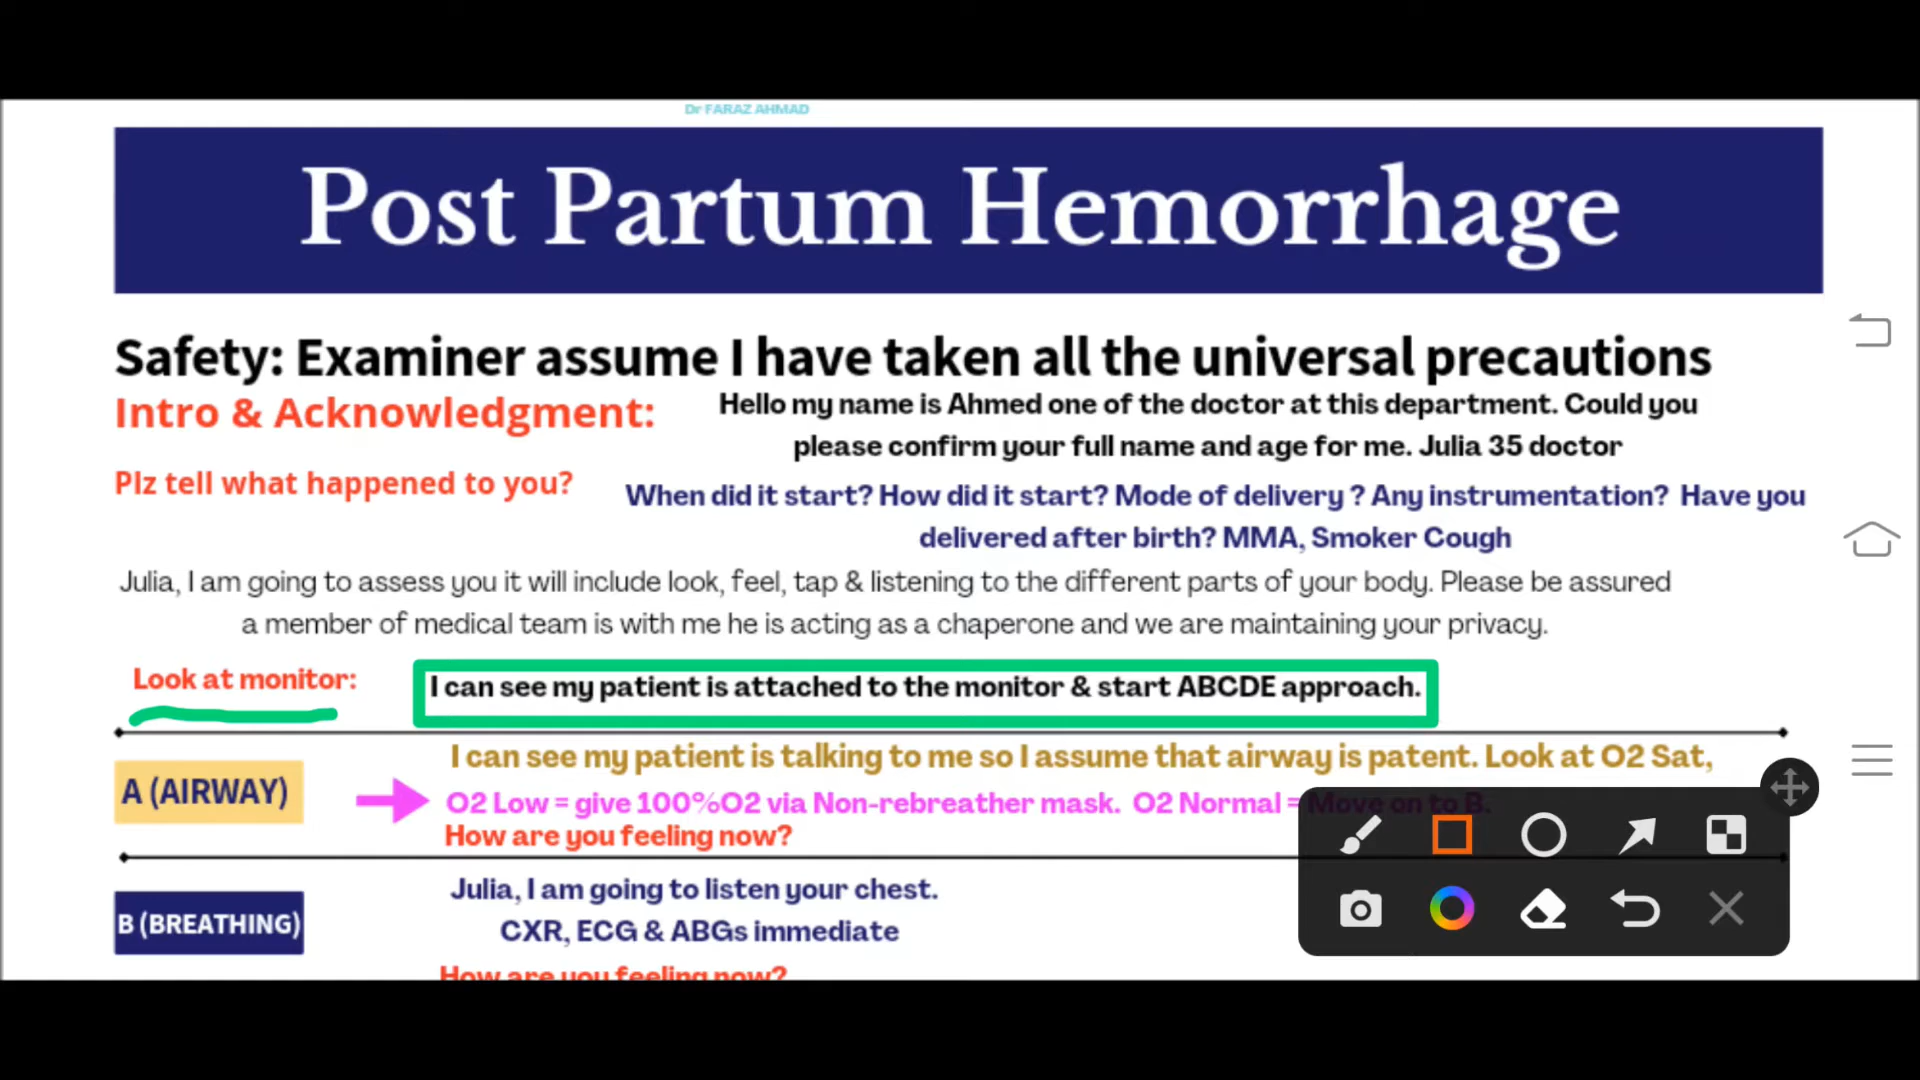 Dr FARAZ AHMAD
Post Partum Hemorrhage
Safety: Examiner assume I have taken all the universal precautions
Intro & Acknowledgment:
Hello my name is Ahmed one of the doctor at this department. Could you
please confirm your full name and age for me. Julia 35 doctor
Plz tell what happened to you?
When did it start? How did it start? Mode of delivery ? Any instrumentation? Have you
delivered after birth? MMA, Smoker Cough
Julia, I am going to assess you it will include look, feel, tap & listening to the different parts of your body. Please be assured
a member of medical team is with me he is acting as a chaperone and we are maintaining your privacy.
Look at monitor:
I can see my patient is attached to the monitor & start ABCDE approach.
A (AIRWAY)
I can see my patient is talking to me so I assume that airway is patent. Look at O2 Sat,
O2 Low = give 100%O2 via Non-rebreather mask. O2 Normal = Move on to B.
How are you feeling now?
B (BREATHING)
Julia, I am going to listen your chest.
CXR, ECG & ABGs immediate
How are you feeling now?